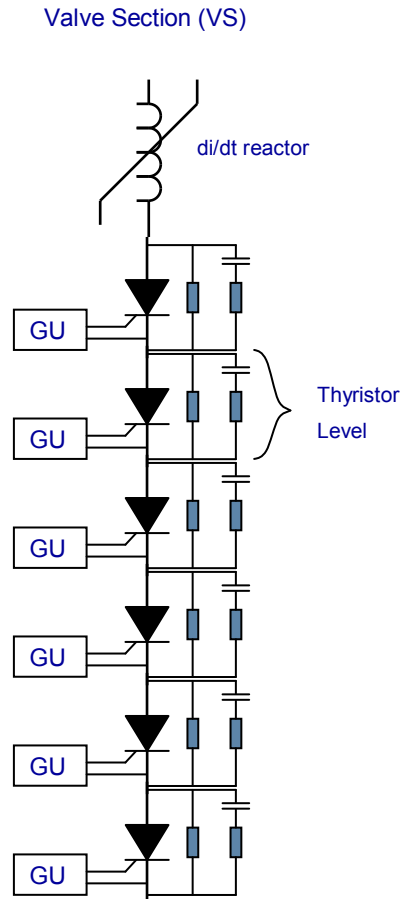 Valve Section (VS)
di/dt reactor
GU
GU
Thyristor
Level
GU
GU
GU
GU